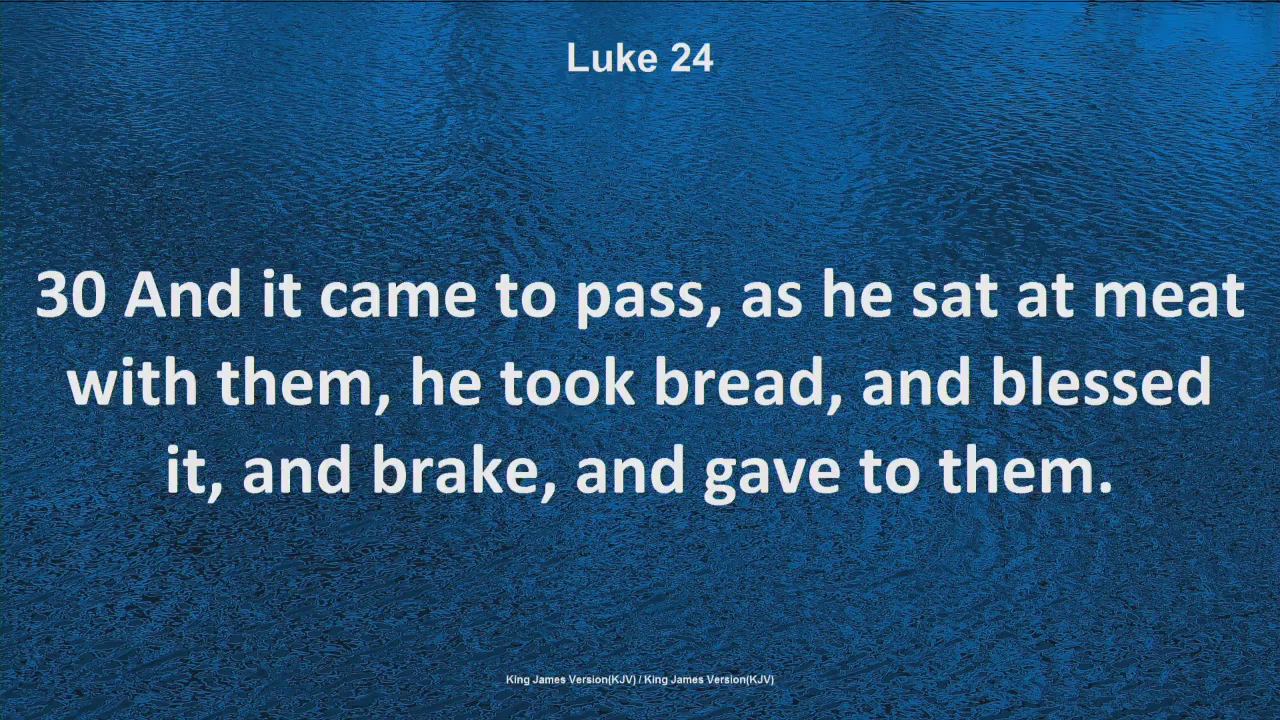 Luke 24
30 And it came to pass, as he sat at meat
with them, he took bread, and blessed
it, and brake, and gave to them.
King James Version(KJV) / King James Version(KJV)